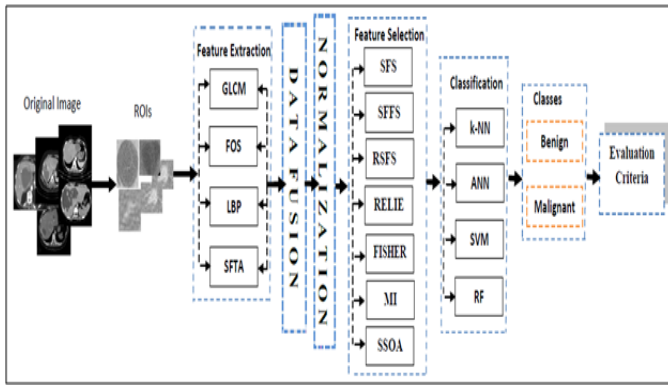 Original Image
ROIs
Feature Extraction
GLCM
FOS
LBP
SFTA
DATA FUSION
NORMALIZATION
Feature Selection
SFS
SFFS
RSFS
RELIE
FISHER
MI
SSOA
Classification
k-NN
ANN
SVM
RF
Classes
Benign
Malignant
Evaluation
Criteria